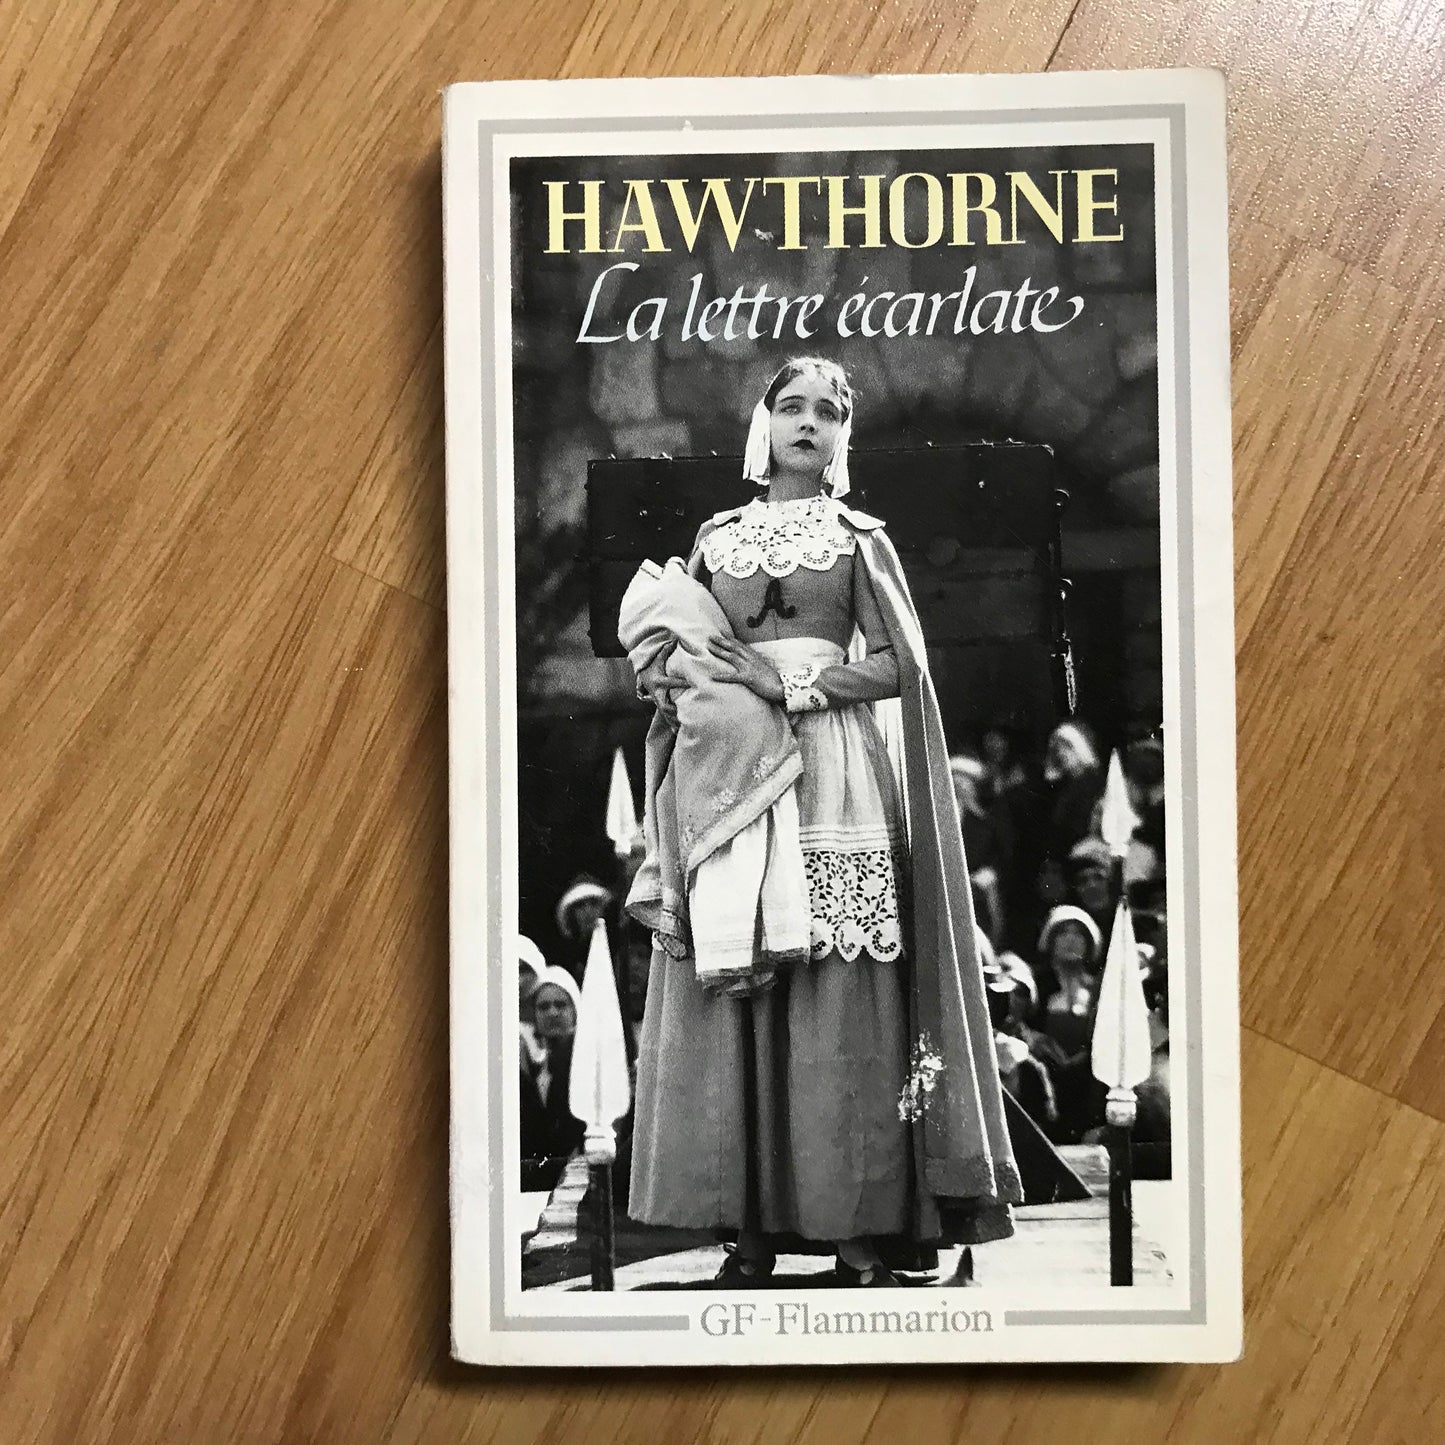 HAWTHORNE
La lettre écarlate
A
GF-Flammarion